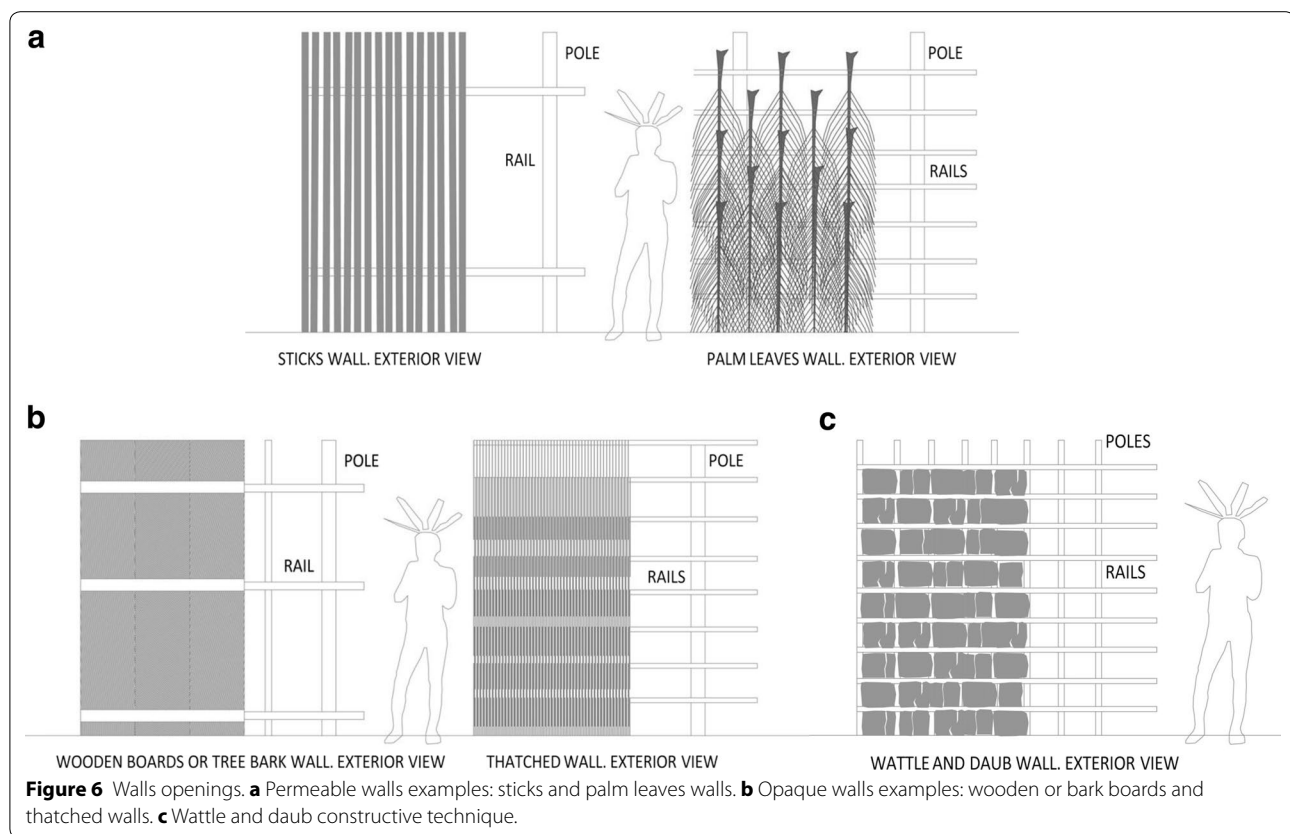 a
POLE
POLE
RAIL
RAILS
STICKS WALL. EXTERIOR VIEW
PALM LEAVES WALL. EXTERIOR VIEW
b
POLE
RAIL
POLE
RAILS
WOODEN BOARDS OR TREE BARK WALL. EXTERIOR VIEW
THATCHED WALL. EXTERIOR VIEW
c
POLES
RAILS
WATTLE AND DAUB WALL. EXTERIOR VIEW
Figure 6 Walls openings. a Permeable walls examples: sticks and palm leaves walls. b Opaque walls examples: wooden or bark boards and
thatched walls. c Wattle and daub constructive technique.